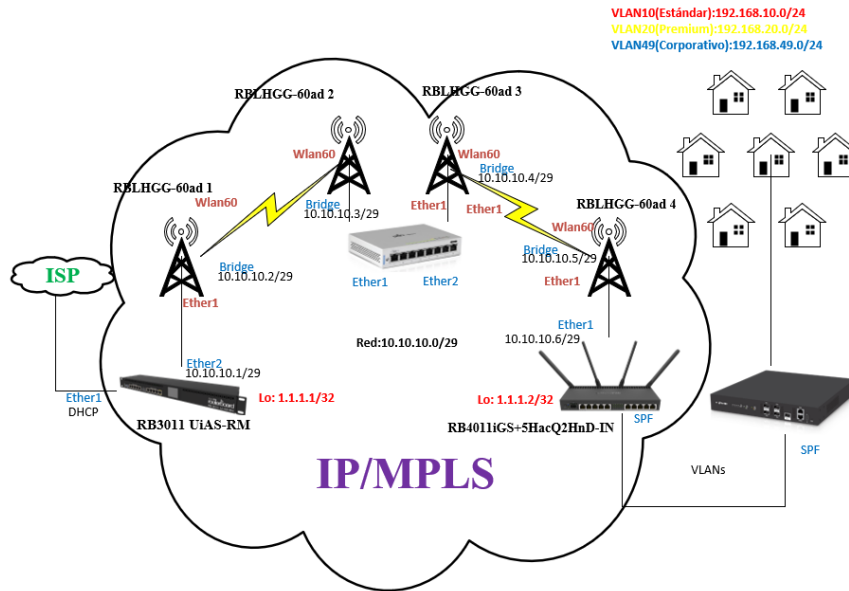 VLAN10(Estándar):192.168.10.0/24
VLAN20(Premium):192.168.20.0/24
VLAN49(Corporativo):192.168.49.0/24
RBLHGG-60ad 2
RBLHGG-60ad 3
Wlan60
Wlan60
Bridge
10.10.10.4/29
RBLHGG-60ad 1
Wlan60
Bridge
10.10.10.3/29
Ether1
Ether1
RBLHGG-60ad 4
Wlan60
Bridge
10.10.10.2/29
Bridge
10.10.10.5/29
ISP
Ether1
Ether1
Ether2
Ether1
Red:10.10.10.0/29
Ether1
10.10.10.6/29
Ether2
10.10.10.1/29
Ether1
DHCP
Lo: 1.1.1.1/32
Lo: 1.1.1.2/32
RB3011 UiAS-RM
SPF
RB4011iGS+5HacQ2HnD-IN
SPF
VLANs
IP/MPLS